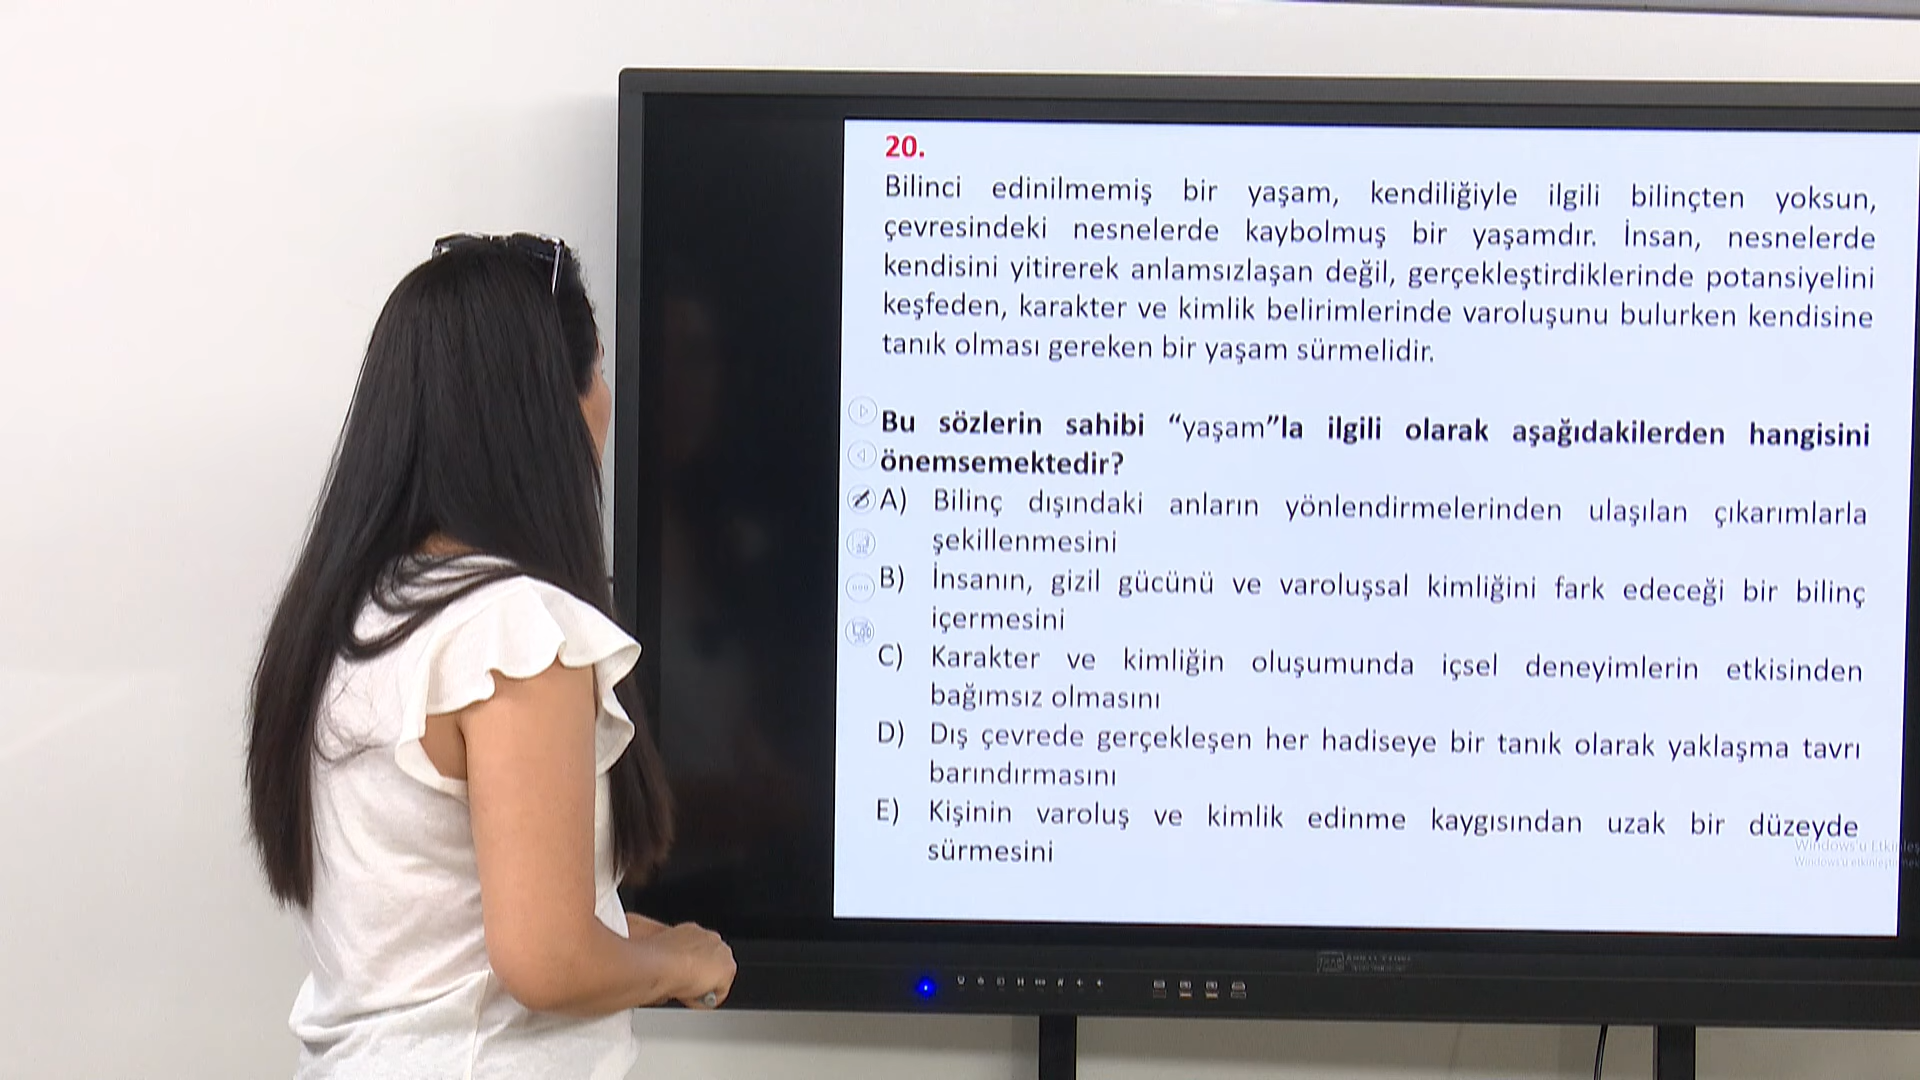 20.
Bilinci edinilmemiş bir yaşam, kendiliğiyle ilgili bilinçten yoksun,
çevresindeki nesnelerde kaybolmuş bir yaşamdır. İnsan, nesnelerde
kendisini yitirerek anlamsızlaşan değil, gerçekleştirdiklerinde potansiyelini
keşfeden, karakter ve kimlik belirimlerinde varoluşunu bulurken kendisine
tanık olması gereken bir yaşam sürmelidir.
Bu sözlerin sahibi “yaşam”la ilgili olarak aşağıdakilerden hangisini
önemsemektedir?
A) Bilinç dışındaki anların yönlendirmelerinden ulaşılan çıkarımlarla
şekillenmesini
B) İnsanın, gizil gücünü ve varoluşsal kimliğini fark edeceği bir bilinç
içermesini
C) Karakter ve kimliğin oluşumunda içsel deneyimlerin etkisinden
bağımsız olmasını
D) Dış çevrede gerçekleşen her hadiseye bir tanık olarak yaklaşma tavrı
barındırmasını
E) Kişinin varoluş ve kimlik edinme kaygısından uzak bir düzeyde
sürmesini
Windows'u Etkinleş